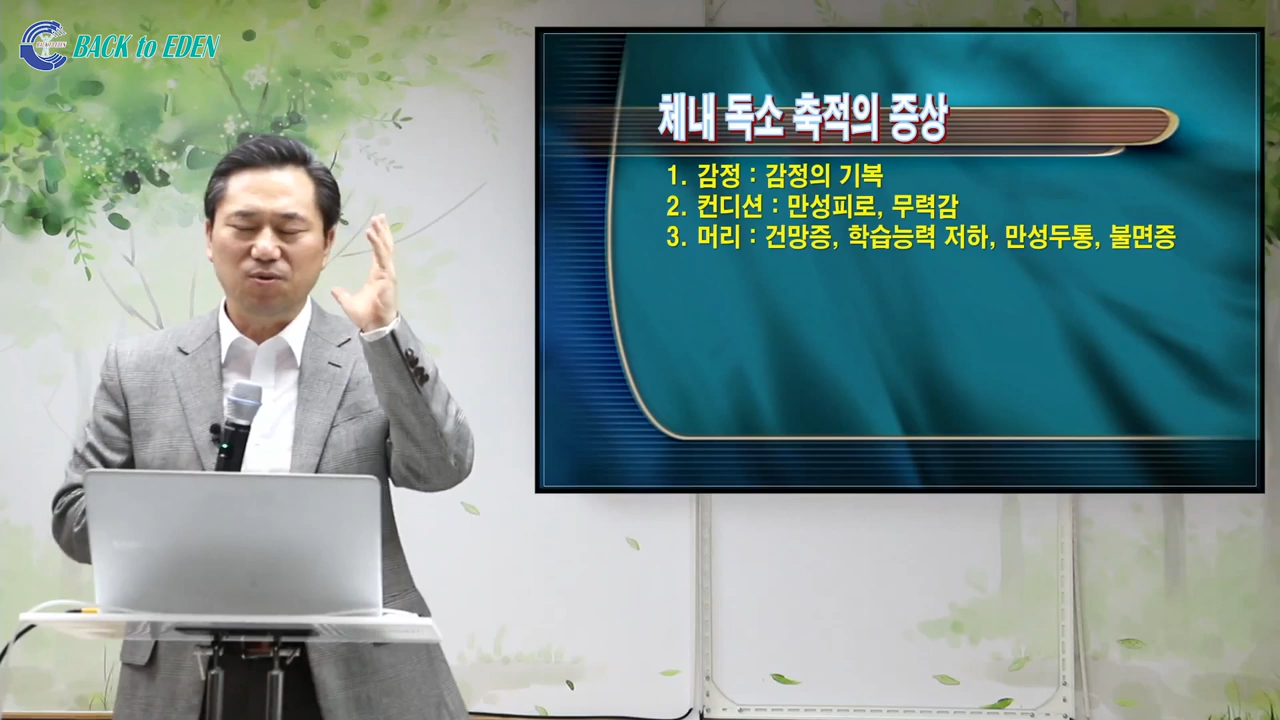 BACK to EDEN
체내 독소 축적의 증상
1. 감정 : 감정의 기복
2. 컨디션 : 만성피로, 무력감
3. 머리 : 건망증, 학습능력 저하, 만성두통, 불면증